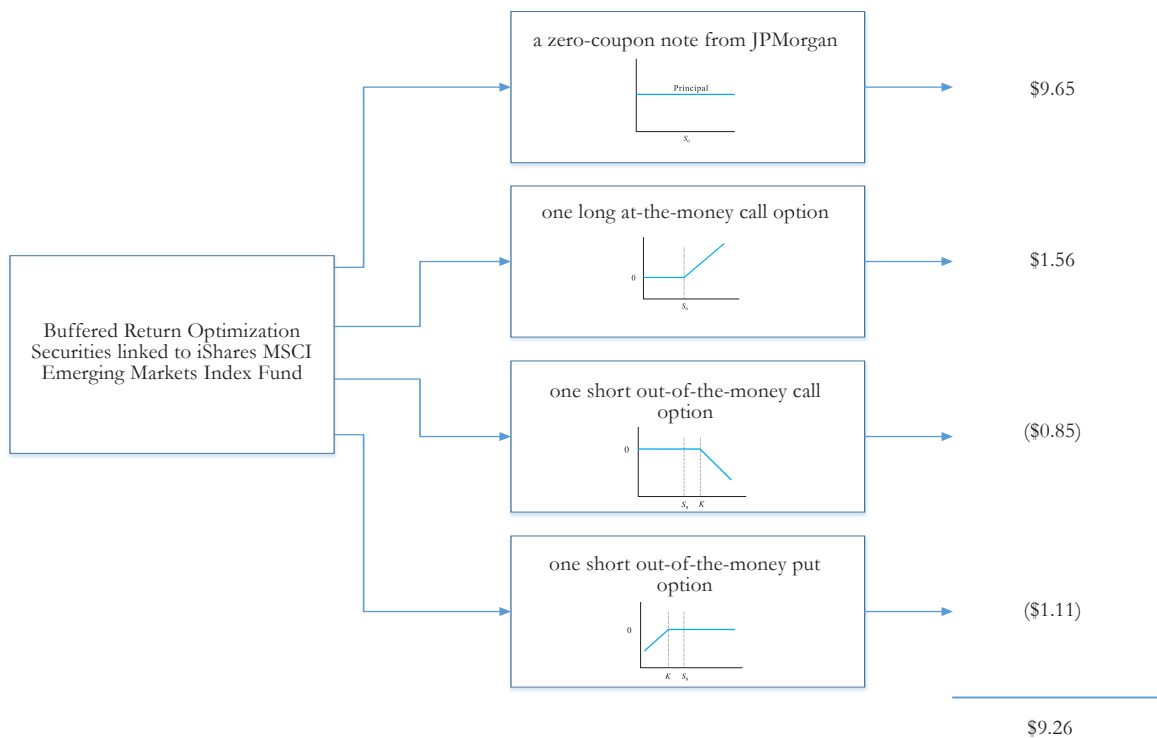 a zero-coupon note from JPMorgan
Principal
S₀
$9.65
one long at-the-money call option
0
S₀
$1.56
Buffered Return Optimization
Securities linked to iShares MSCI
Emerging Markets Index Fund
one short out-of-the-money call
option
0
S₀ K
($0.85)
one short out-of-the-money put
option
0
K S₀
($1.11)
$9.26